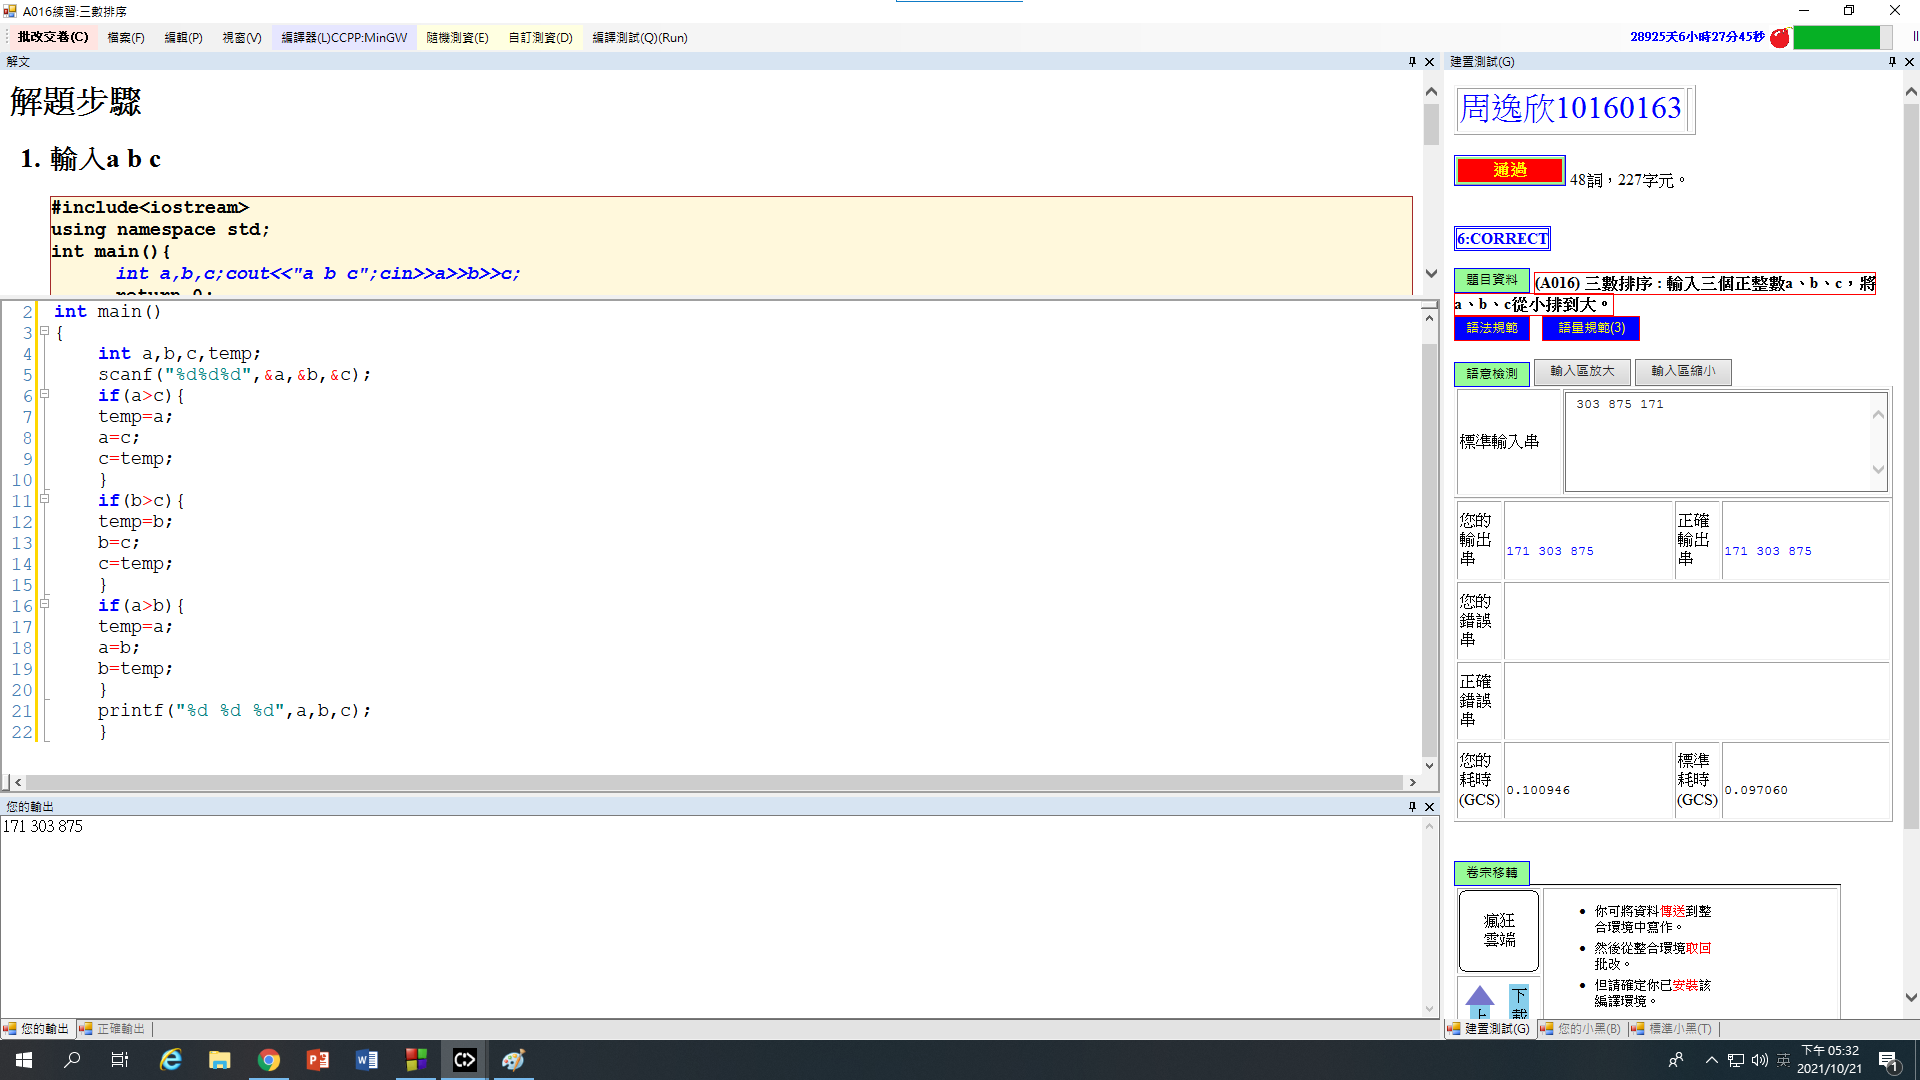 A016練習:三數排序
批改交卷(C) 檔案(F) 編輯(P) 視窗(V) 編譯器(L)CCPP:MinGW 隨機測資(E) 自訂測資(D) 編譯測試(Q)(Run) 28925天6小時27分45秒
解文
解題步驟
1. 輸入a b c
#include<iostream>
using namespace std;
int main(){
int a,b,c;cout<<"a b c";cin>>a>>b>>c;
return 0;
2 int main()
3 {
4 int a,b,c,temp;
5 scanf("%d%d%d",&a,&b,&c);
6 if(a>c){
7 temp=a;
8 a=c;
9 c=temp;
10 }
11 if(b>c){
12 temp=b;
13 b=c;
14 c=temp;
15 }
16 if(a>b){
17 temp=a;
18 a=b;
19 b=temp;
20 }
21 printf("%d %d %d",a,b,c);
22 }
您的輸出
171 303 875
您的輸出 正確輸出
建置測試(G)
周逸欣10160163
通過 48詞，227字元。
6:CORRECT
題目資料 (A016) 三數排序：輸入三個正整數a、b、c，將
a、b、c從小排到大。
語法規範 語量規範(3)
語意檢測 輸入區放大 輸入區縮小
標準輸入串 303 875 171
您的輸出串 171 303 875 正確輸出串 171 303 875
您的錯誤串
正確錯誤串
您的耗時(GCS) 0.100946 標準耗時(GCS) 0.097060
卷宗移轉
瘋狂
雲端
你可將資料傳送到整
合環境中寫作。
然後從整合環境取回
批改。
但請確定你已安裝該
編譯環境。
上 下載
建置測試(G) 您的小黑(B) 標準小黑(T)
英 下午 05:32
2021/10/21 1